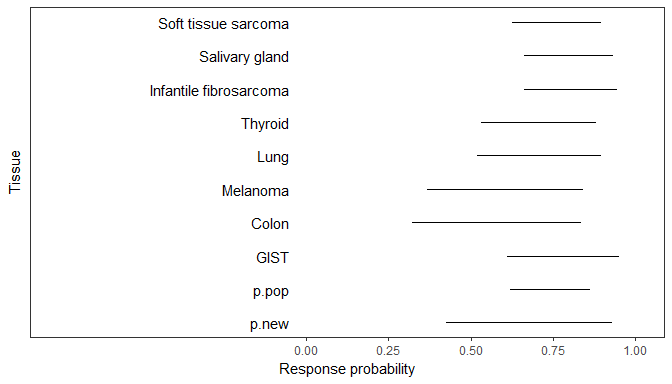 Soft tissue sarcoma
Salivary gland
Infantile fibrosarcoma
Thyroid
Lung
Melanoma
Colon
GIST
p.pop
p.new
Tissue
0.00 0.25 0.50 0.75 1.00
Response probability